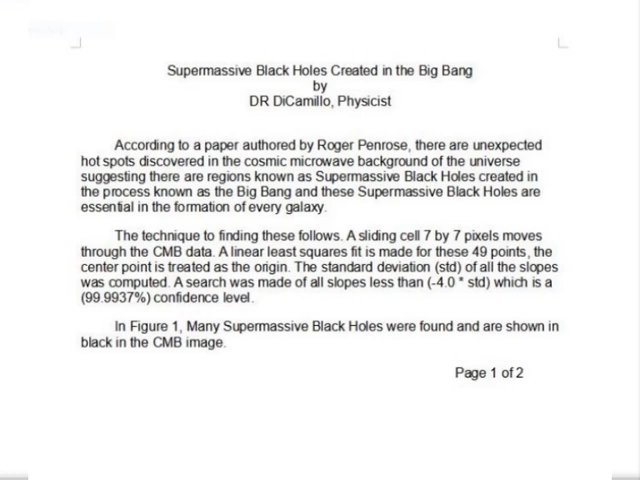 Supermassive Black Holes Created in the Big Bang
by
DR DiCamillo, Physicist
According to a paper authored by Roger Penrose, there are unexpected
hot spots discovered in the cosmic microwave background of the universe
suggesting there are regions known as Supermassive Black Holes created in
the process known as the Big Bang and these Supermassive Black Holes are
essential in the formation of every galaxy.
The technique to finding these follows. A sliding cell 7 by 7 pixels moves
through the CMB data. A linear least squares fit is made for these 49 points, the
center point is treated as the origin. The standard deviation (std) of all the slopes
was computed. A search was made of all slopes less than (-4.0 * std) which is a
(99.9937%) confidence level.
In Figure 1, Many Supermassive Black Holes were found and are shown in
black in the CMB image.
Page 1 of 2